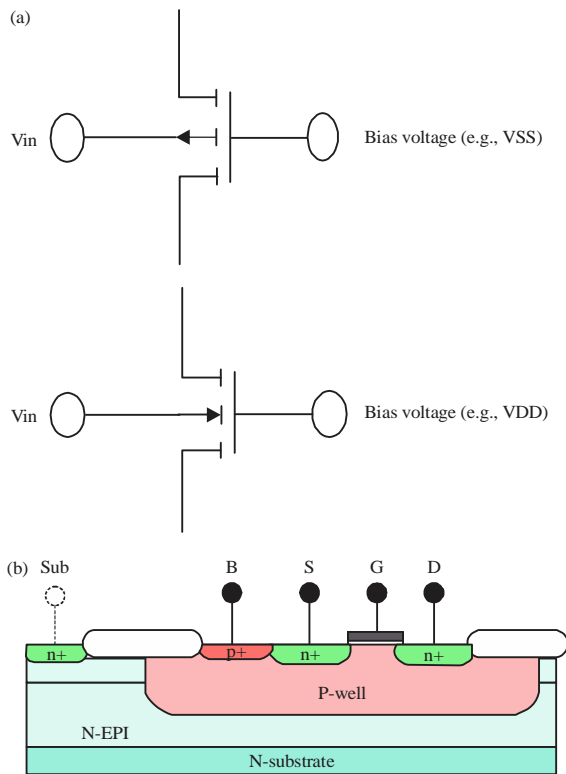 (a)
Vin
Bias voltage (e.g., VSS)
Vin
Bias voltage (e.g., VDD)
(b)
Sub
B
S
G
D
n+
p+
n+
n+
P-well
N-EPI
N-substrate